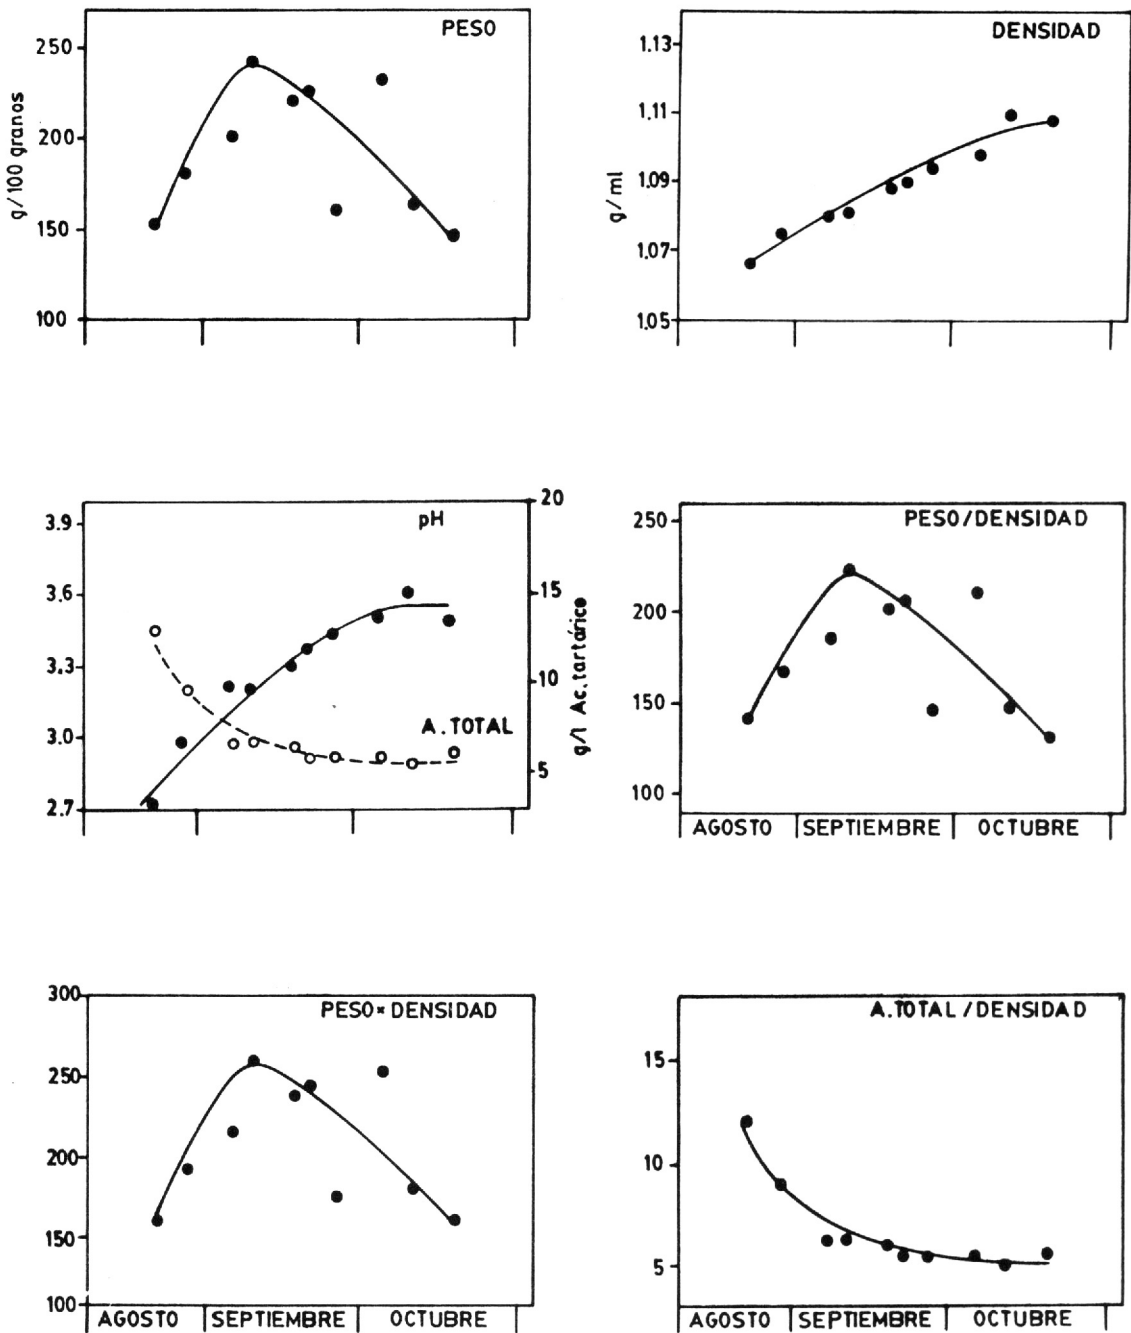 PESO
250
200
150
100
g/100 granos
DENSIDAD
1.13
1.11
1.09
1.07
1.05
g/ml
pH
3.9
3.6
3.3
3.0
2.7
20
15
10
5
g/l Ac.tartárico
A.TOTAL
PESO/DENSIDAD
250
200
150
100
AGOSTO SEPTIEMBRE OCTUBRE
PESO×DENSIDAD
300
250
200
150
100
AGOSTO SEPTIEMBRE OCTUBRE
A.TOTAL/DENSIDAD
15
10
5
AGOSTO SEPTIEMBRE OCTUBRE